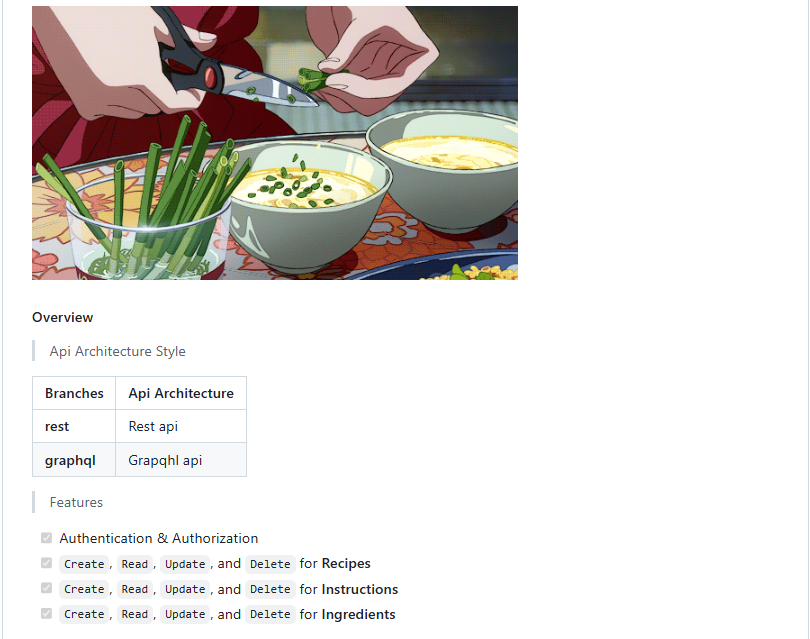 Overview
Api Architecture Style
Branches Api Architecture
rest Rest api
graphql Grapqhl api
Features
Authentication & Authorization
Create, Read, Update, and Delete for Recipes
Create, Read, Update, and Delete for Instructions
Create, Read, Update, and Delete for Ingredients